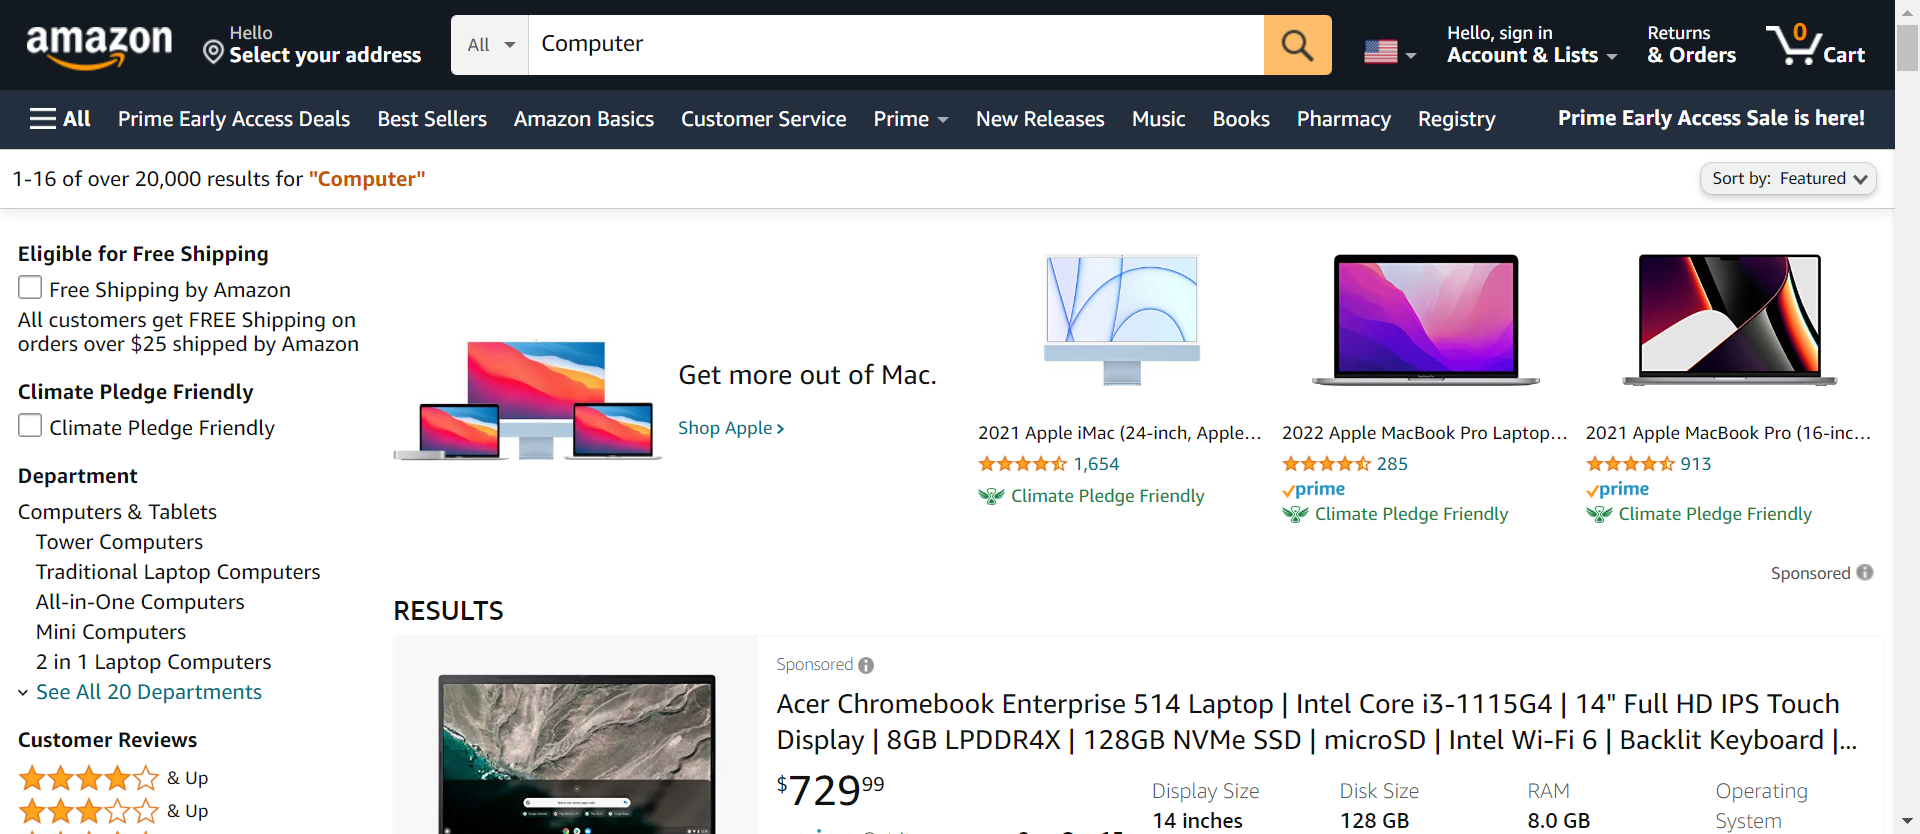 amazon
Hello
Select your address
All
Computer
Hello, sign in
Account & Lists
Returns
& Orders
0
Cart
All
Prime Early Access Deals
Best Sellers
Amazon Basics
Customer Service
Prime
New Releases
Music
Books
Pharmacy
Registry
Prime Early Access Sale is here!
1-16 of over 20,000 results for "Computer"
Sort by: Featured
Eligible for Free Shipping
Free Shipping by Amazon
All customers get FREE Shipping on
orders over $25 shipped by Amazon
Climate Pledge Friendly
Climate Pledge Friendly
Department
Computers & Tablets
Tower Computers
Traditional Laptop Computers
All-in-One Computers
Mini Computers
2 in 1 Laptop Computers
See All 20 Departments
Customer Reviews
& Up
& Up
Get more out of Mac.
Shop Apple ›
2021 Apple iMac (24-inch, Apple...
1,654
Climate Pledge Friendly
2022 Apple MacBook Pro Laptop...
285
prime
Climate Pledge Friendly
2021 Apple MacBook Pro (16-inc...
913
prime
Climate Pledge Friendly
Sponsored
RESULTS
Sponsored
Acer Chromebook Enterprise 514 Laptop | Intel Core i3-1115G4 | 14" Full HD IPS Touch
Display | 8GB LPDDR4X | 128GB NVMe SSD | microSD | Intel Wi-Fi 6 | Backlit Keyboard |...
$729.99
Display Size
14 inches
Disk Size
128 GB
RAM
8.0 GB
Operating
System